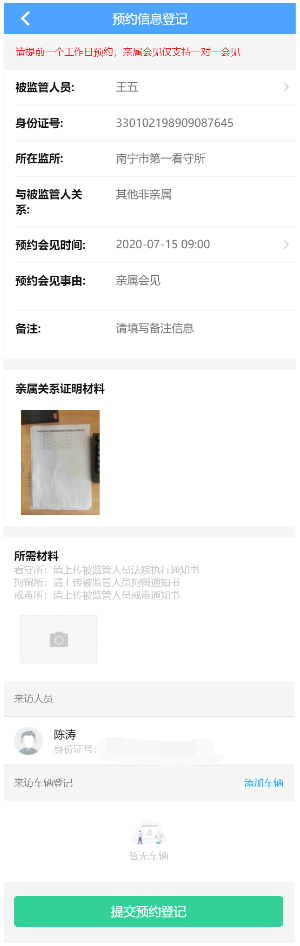 预约信息登记
请提前一个工作日预约，亲属会见仅支持一对一会见
被监管人员: 王五
身份证号: 330102198909087645
所在监所: 南宁市第一看守所
与被监管人关
系: 其他非亲属
预约会见时间: 2020-07-15 09:00
预约会见事由: 亲属会见
备注: 请填写备注信息
亲属关系证明材料
所需材料
看守所：请上传被监管人员法院执行通知书
拘留所：请上传被监管人员拘留通知书
戒毒所：请上传被监管人员戒毒通知书
来访人员
陈涛
身份证号:
来访车辆登记 添加车辆
暂无车辆
提交预约登记